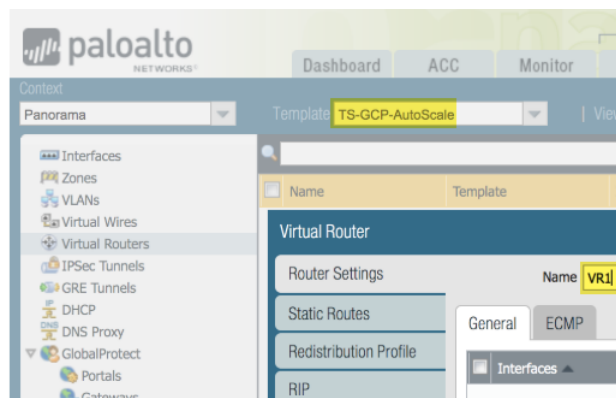 paloalto
NETWORKS®
Dashboard ACC Monitor
Context
Panorama
Template TS-GCP-AutoScale | View
Interfaces
Zones
VLANs
Virtual Wires
Virtual Routers
IPSec Tunnels
GRE Tunnels
DHCP
DNS Proxy
GlobalProtect
Portals
Gateways
Name Template
Virtual Router
Router Settings
Static Routes
Redistribution Profile
RIP
Name VR1
General ECMP
Interfaces